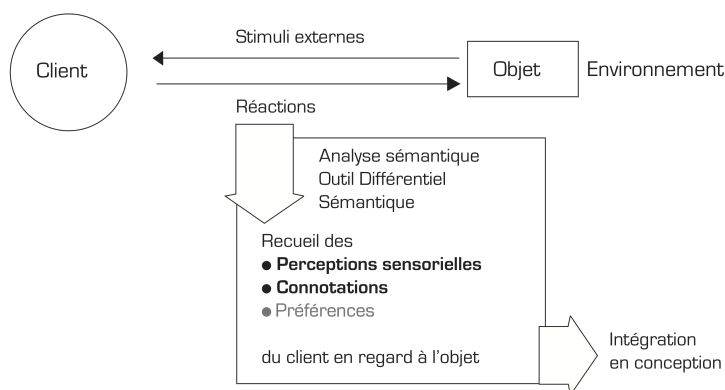 Stimuli externes
Client
Objet
Environnement
Réactions
Analyse sémantique
Outil Différentiel
Sémantique
Recueil des
● Perceptions sensorielles
● Connotations
● Préférences
du client en regard à l'objet
Intégration
en conception